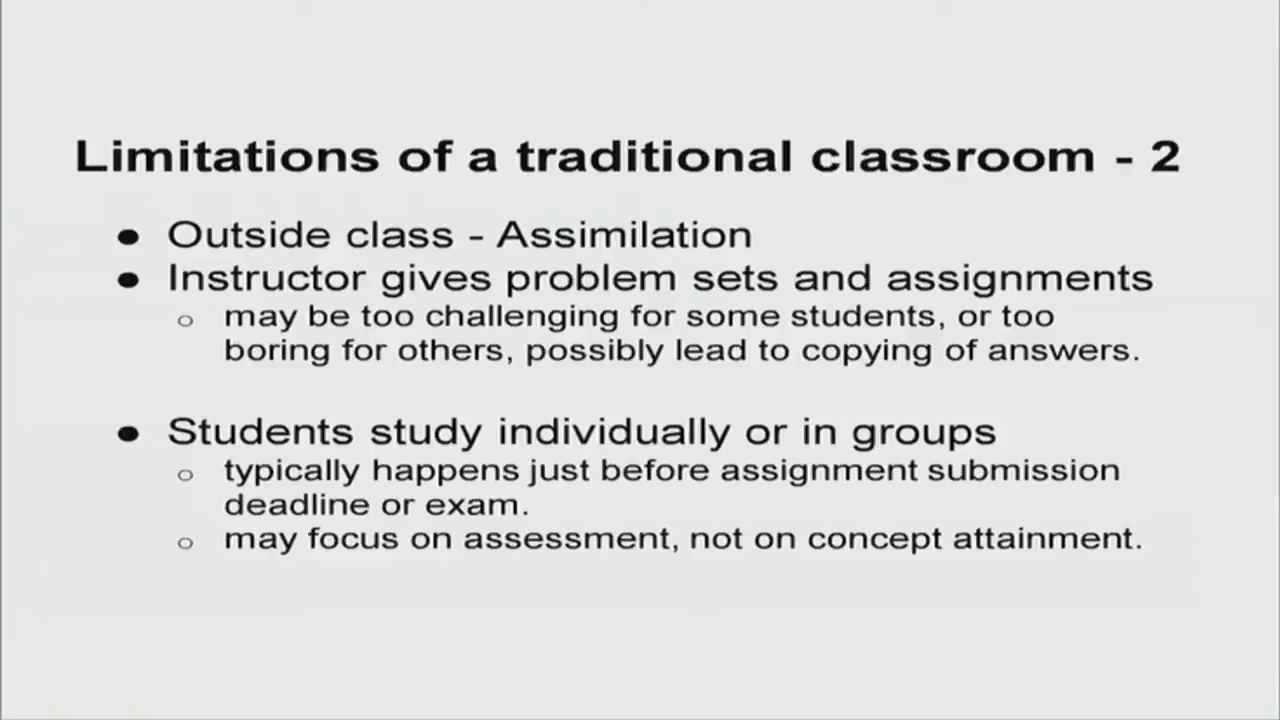 Limitations of a traditional classroom - 2
● Outside class - Assimilation
● Instructor gives problem sets and assignments
○ may be too challenging for some students, or too
boring for others, possibly lead to copying of answers.
● Students study individually or in groups
○ typically happens just before assignment submission
deadline or exam.
○ may focus on assessment, not on concept attainment.